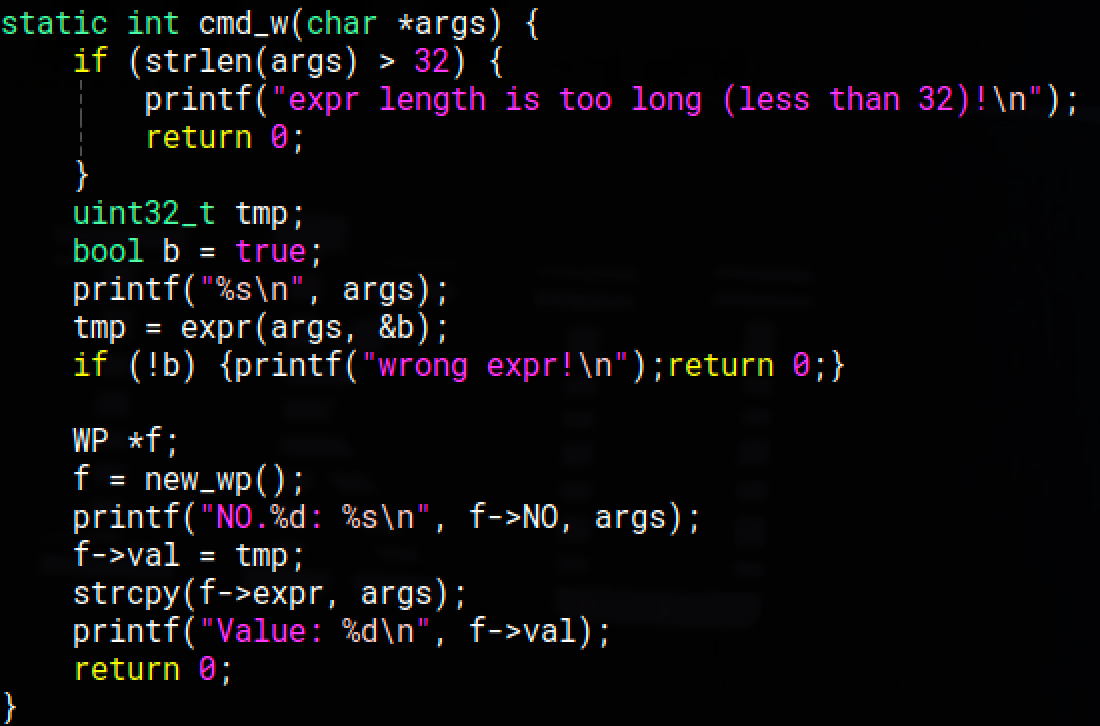 static int cmd_w(char *args) {
    if (strlen(args) > 32) {
        printf("expr length is too long (less than 32)!\n");
        return 0;
    }
    uint32_t tmp;
    bool b = true;
    printf("%s\n", args);
    tmp = expr(args, &b);
    if (!b) {printf("wrong expr!\n");return 0;}

    WP *f;
    f = new_wp();
    printf("NO.%d: %s\n", f->NO, args);
    f->val = tmp;
    strcpy(f->expr, args);
    printf("Value: %d\n", f->val);
    return 0;
}